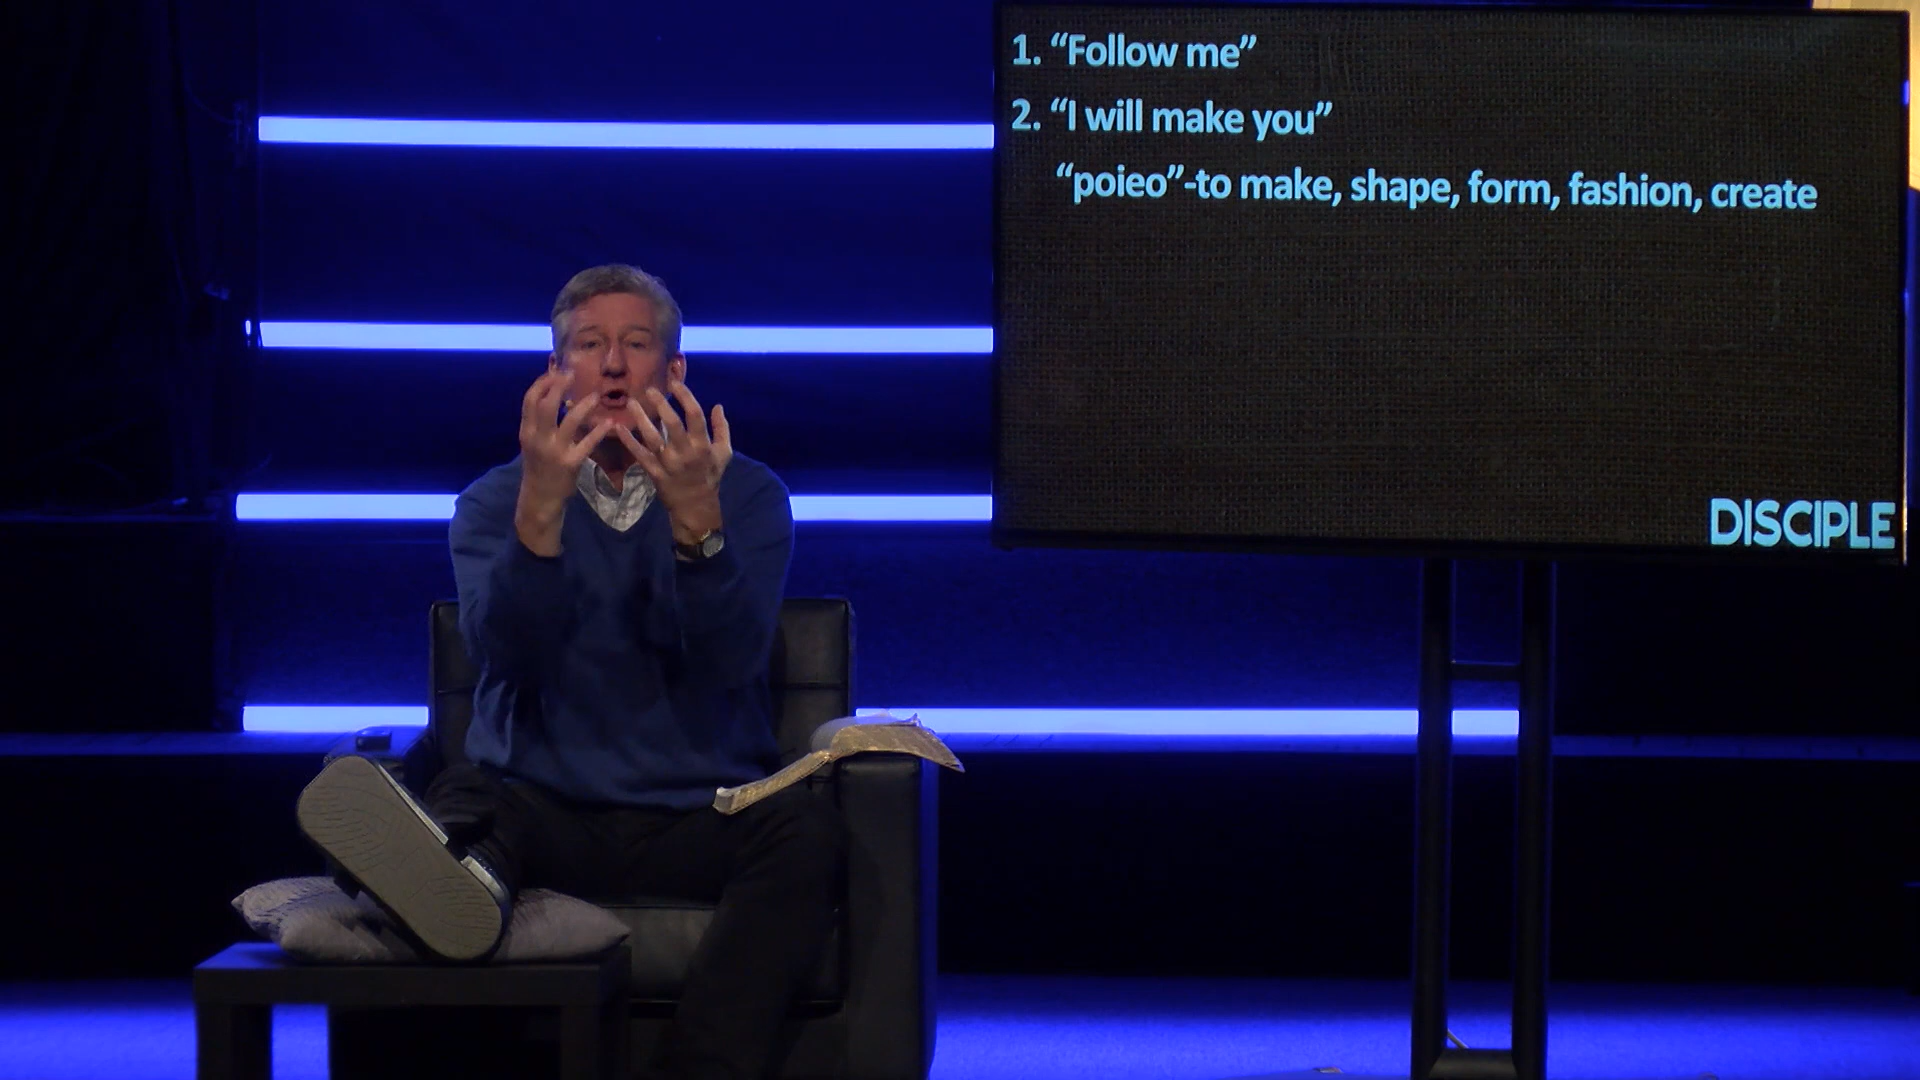 1. “Follow me”
2. “I will make you”
“poieo”-to make, shape, form, fashion, create
DISCIPLE